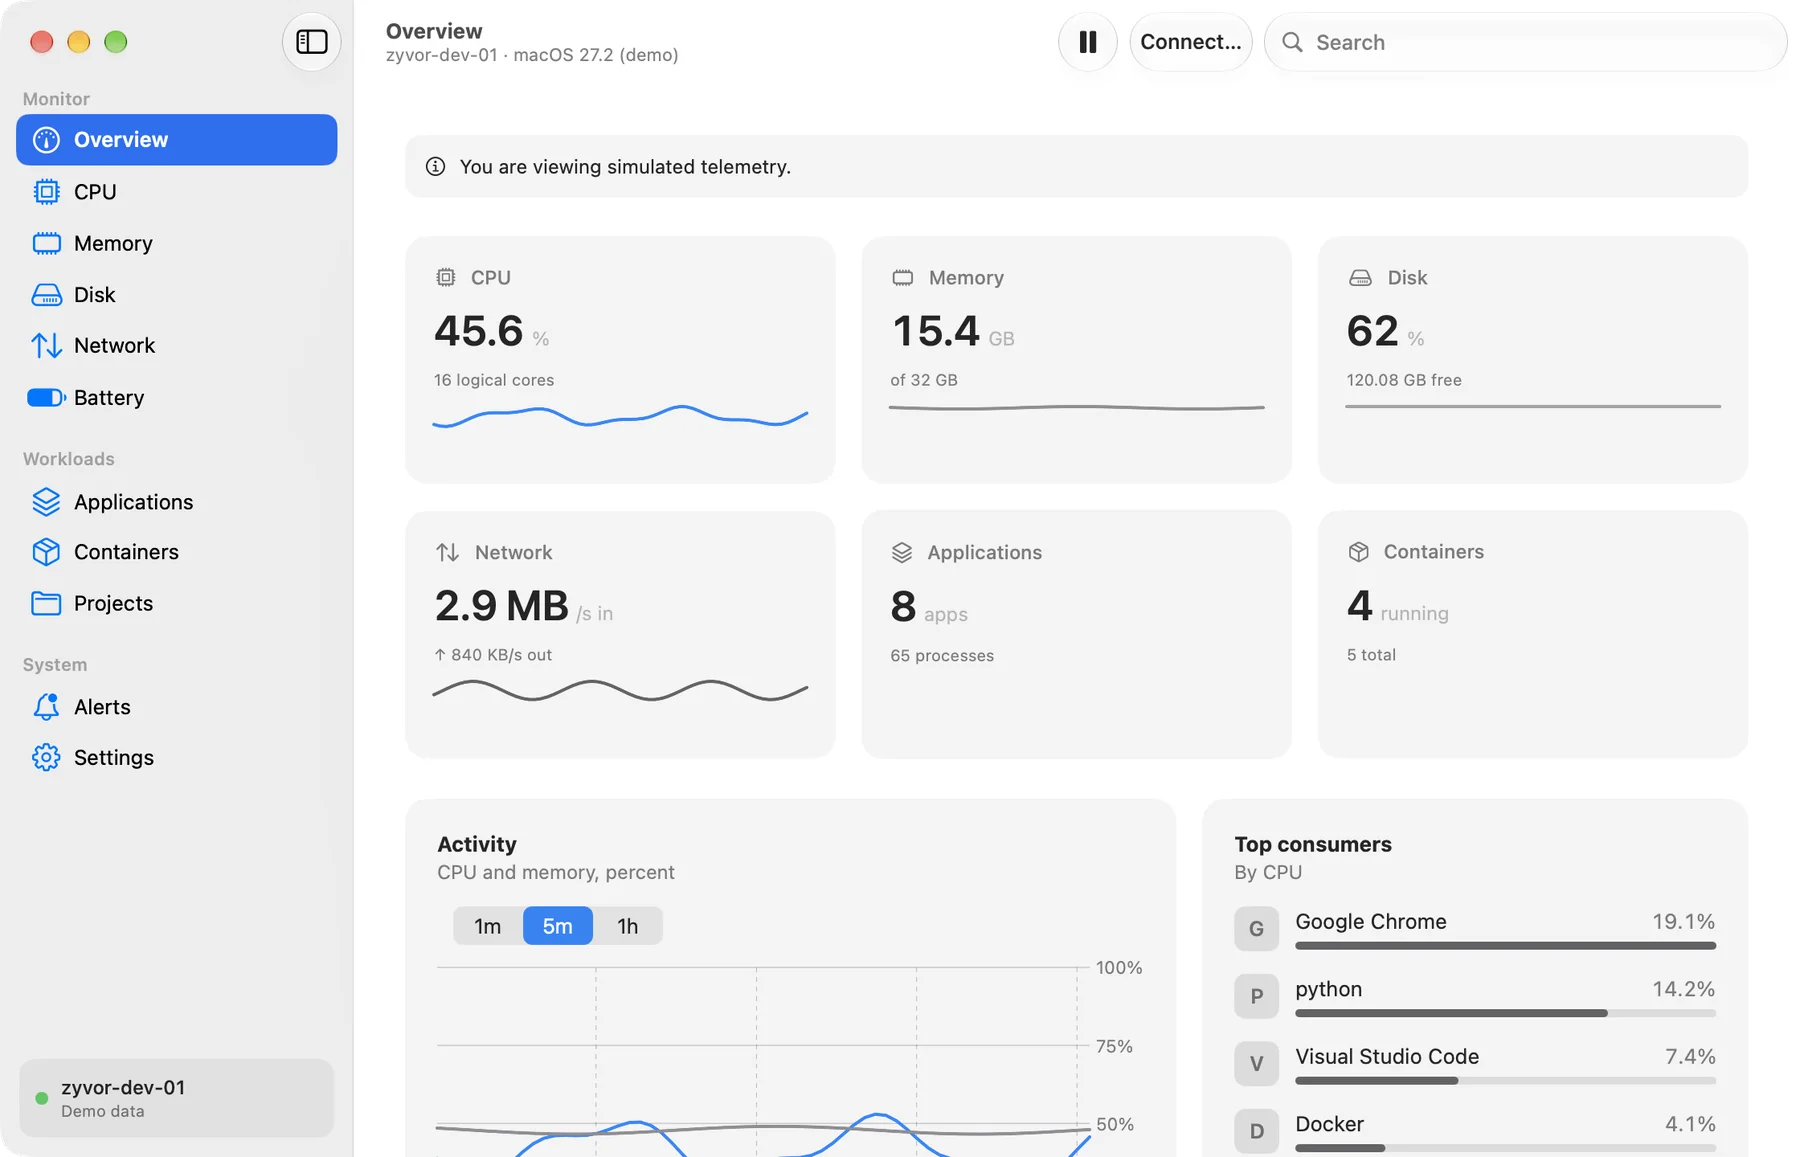 Monitor
Overview
CPU
Memory
Disk
Network
Battery
Workloads
Applications
Containers
Projects
System
Alerts
Settings
zyvor-dev-01
Demo data
Overview
zyvor-dev-01 · macOS 27.2 (demo)
Connect...
Search
You are viewing simulated telemetry.
CPU
45.6 %
16 logical cores
Memory
15.4 GB
of 32 GB
Disk
62 %
120.08 GB free
Network
2.9 MB /s in
↑ 840 KB/s out
Applications
8 apps
65 processes
Containers
4 running
5 total
Activity
CPU and memory, percent
1m 5m 1h
100%
75%
50%
Top consumers
By CPU
G Google Chrome 19.1%
P python 14.2%
V Visual Studio Code 7.4%
D Docker 4.1%